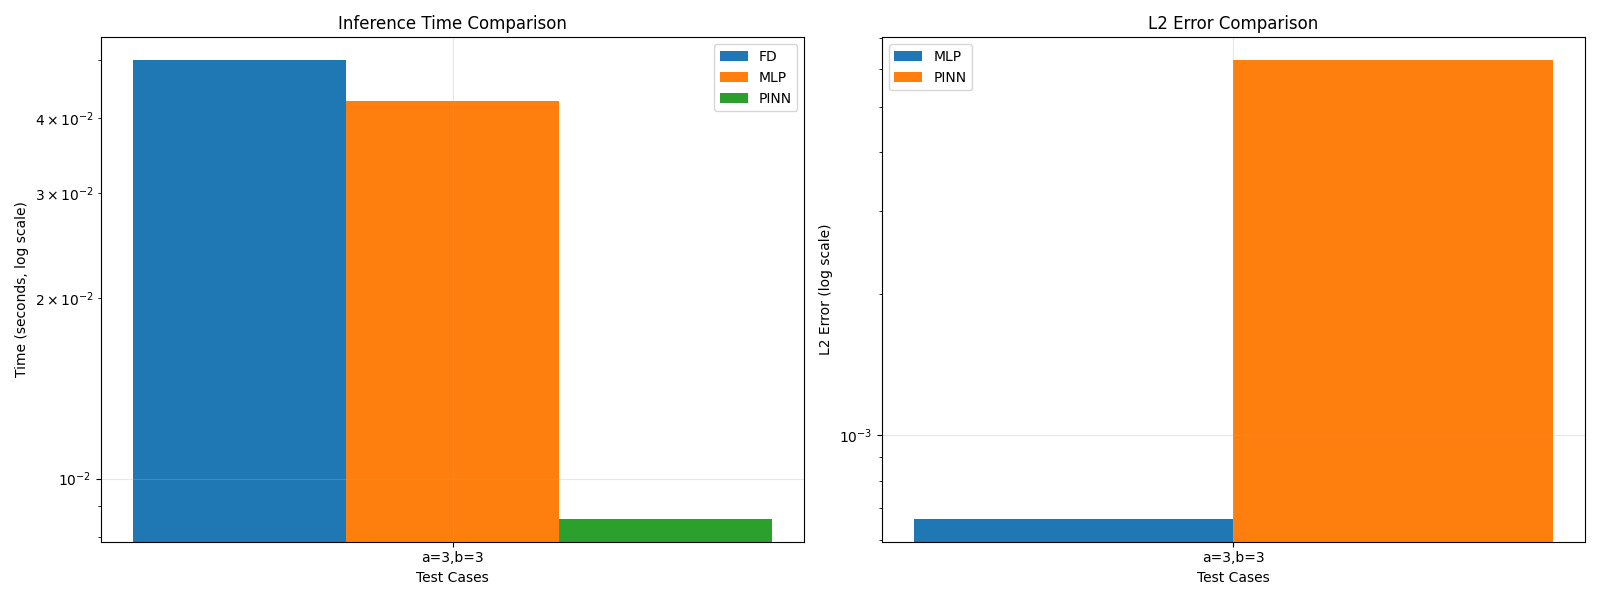 Inference Time Comparison
FD
MLP
PINN
4 × 10⁻²
3 × 10⁻²
2 × 10⁻²
10⁻²
Time (seconds, log scale)
a=3,b=3
Test Cases
L2 Error Comparison
MLP
PINN
10⁻³
L2 Error (log scale)
a=3,b=3
Test Cases